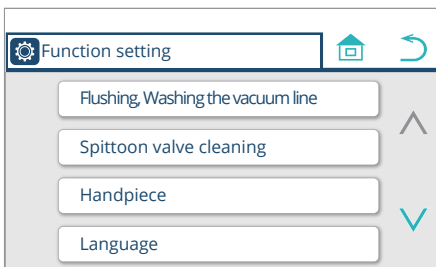 Function setting
Flushing, Washing the vacuum line
Spittoon valve cleaning
Handpiece
Language